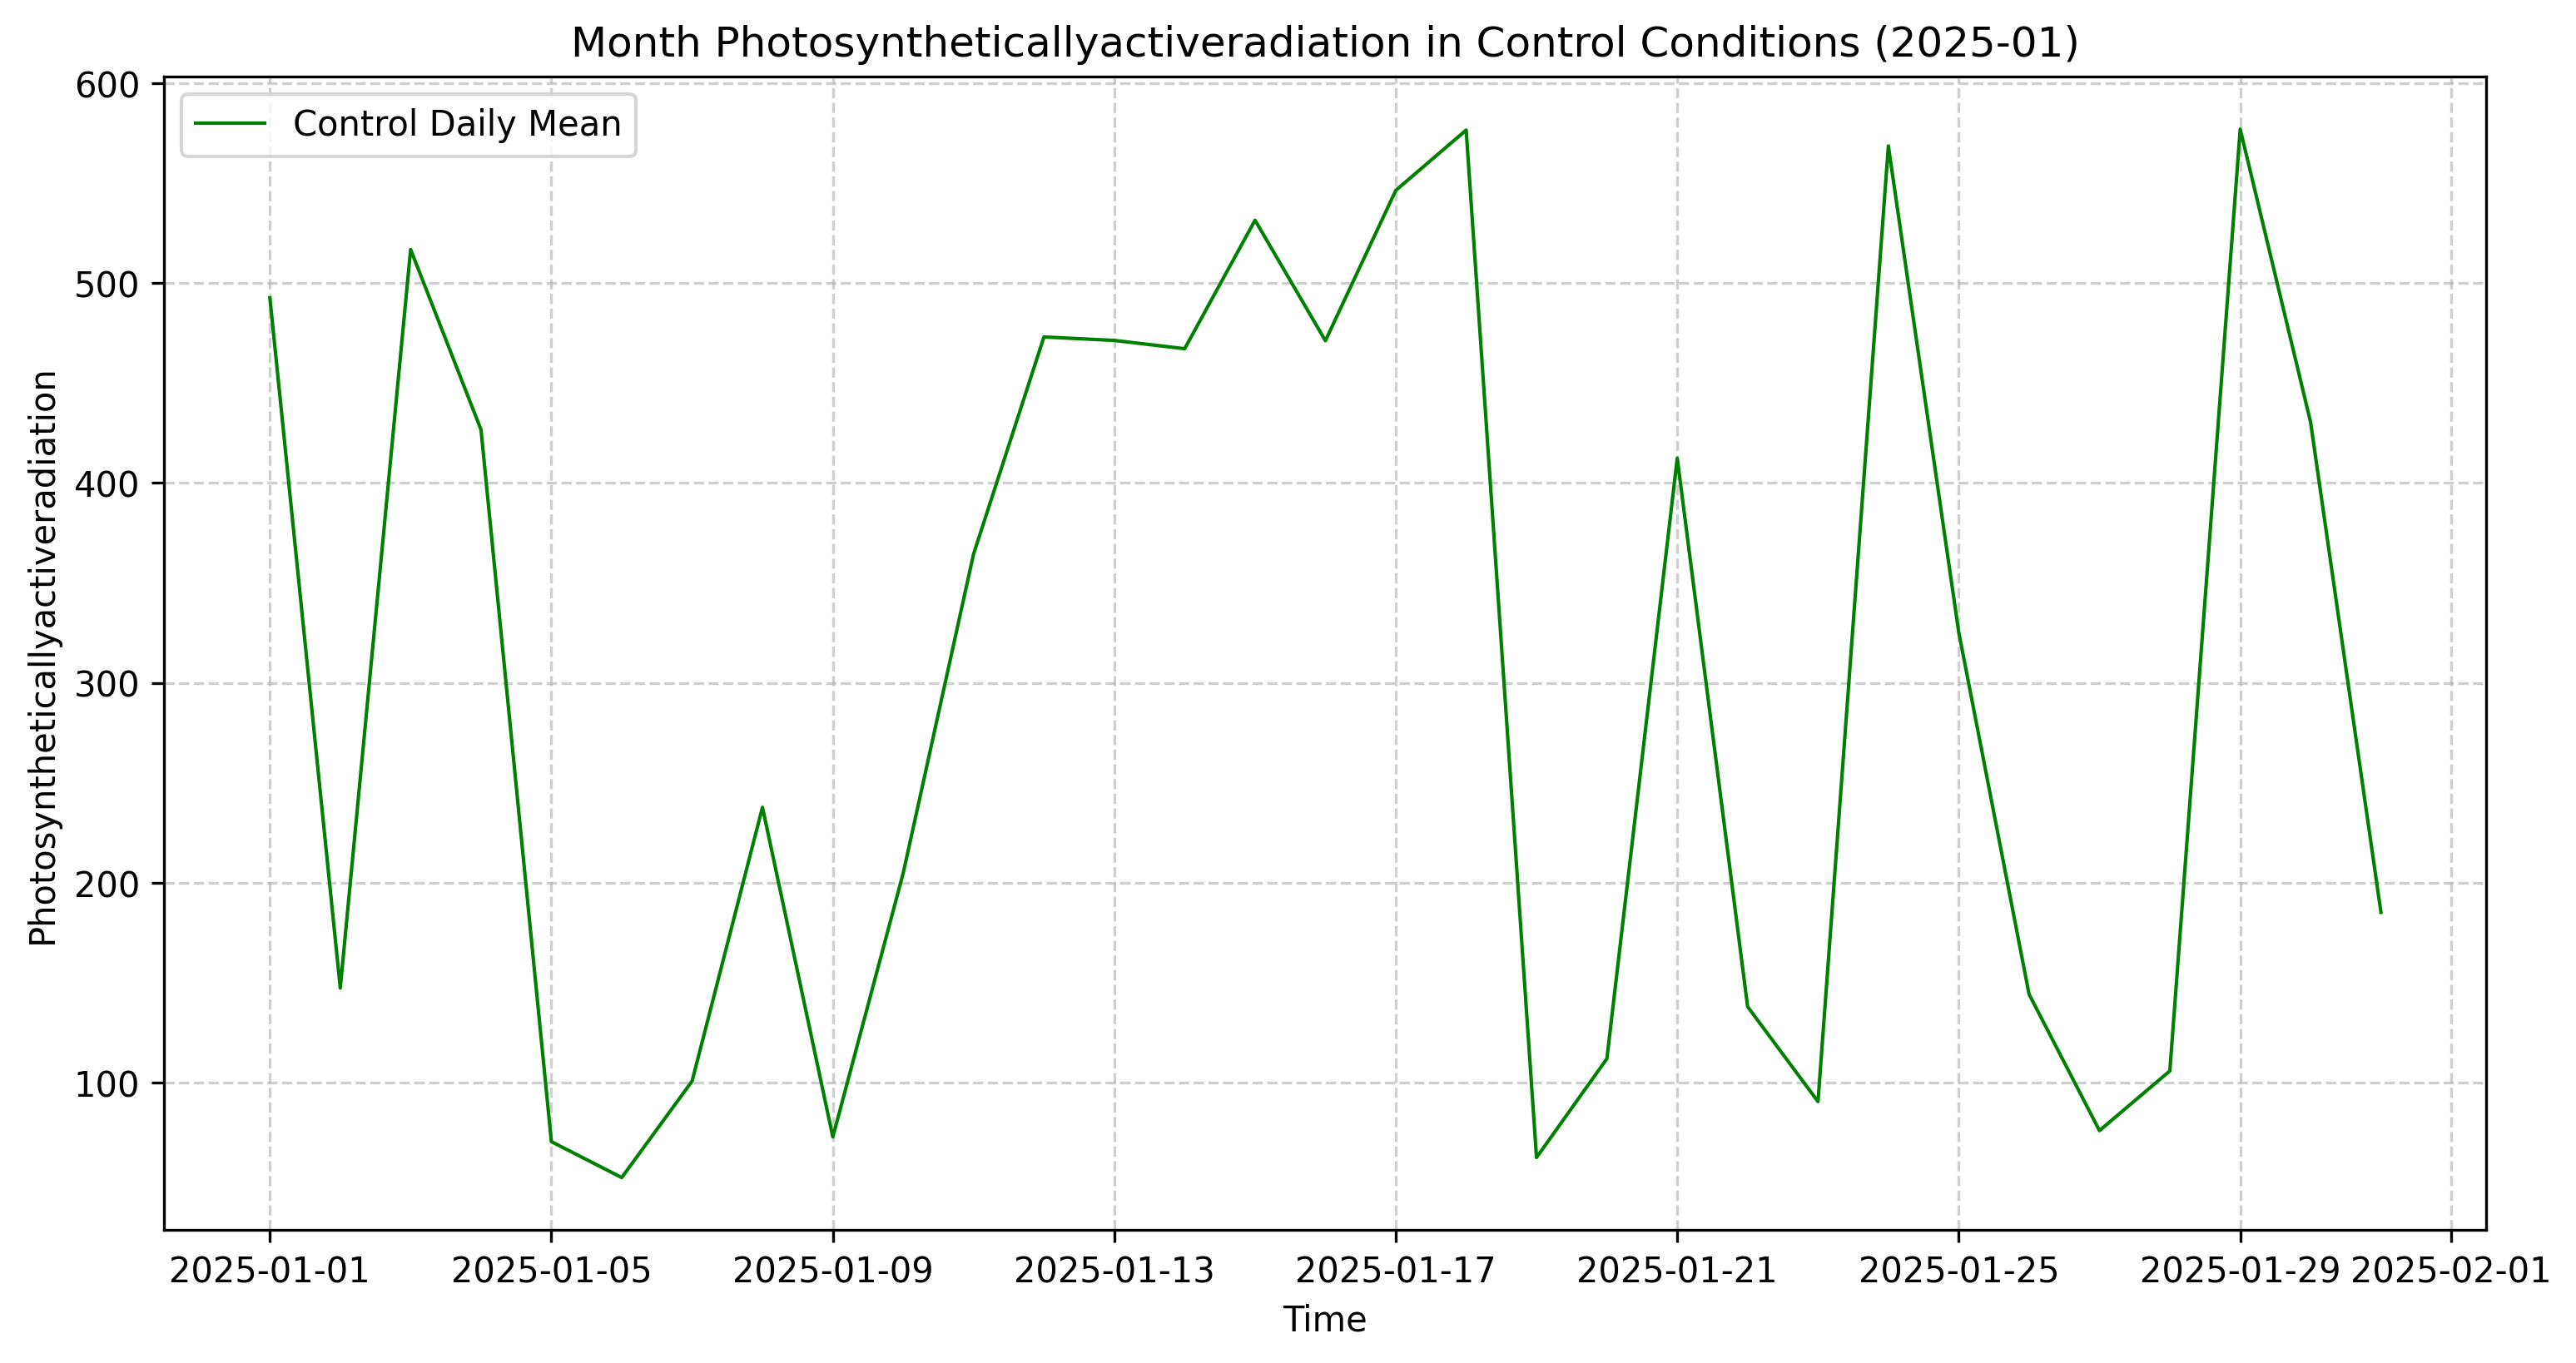 Month Photosyntheticallyactiveradiation in Control Conditions (2025-01)
Control Daily Mean
Photosyntheticallyactiveradiation
600
500
400
300
200
100
2025-01-01 2025-01-05 2025-01-09 2025-01-13 2025-01-17 2025-01-21 2025-01-25 2025-01-29 2025-02-01
Time